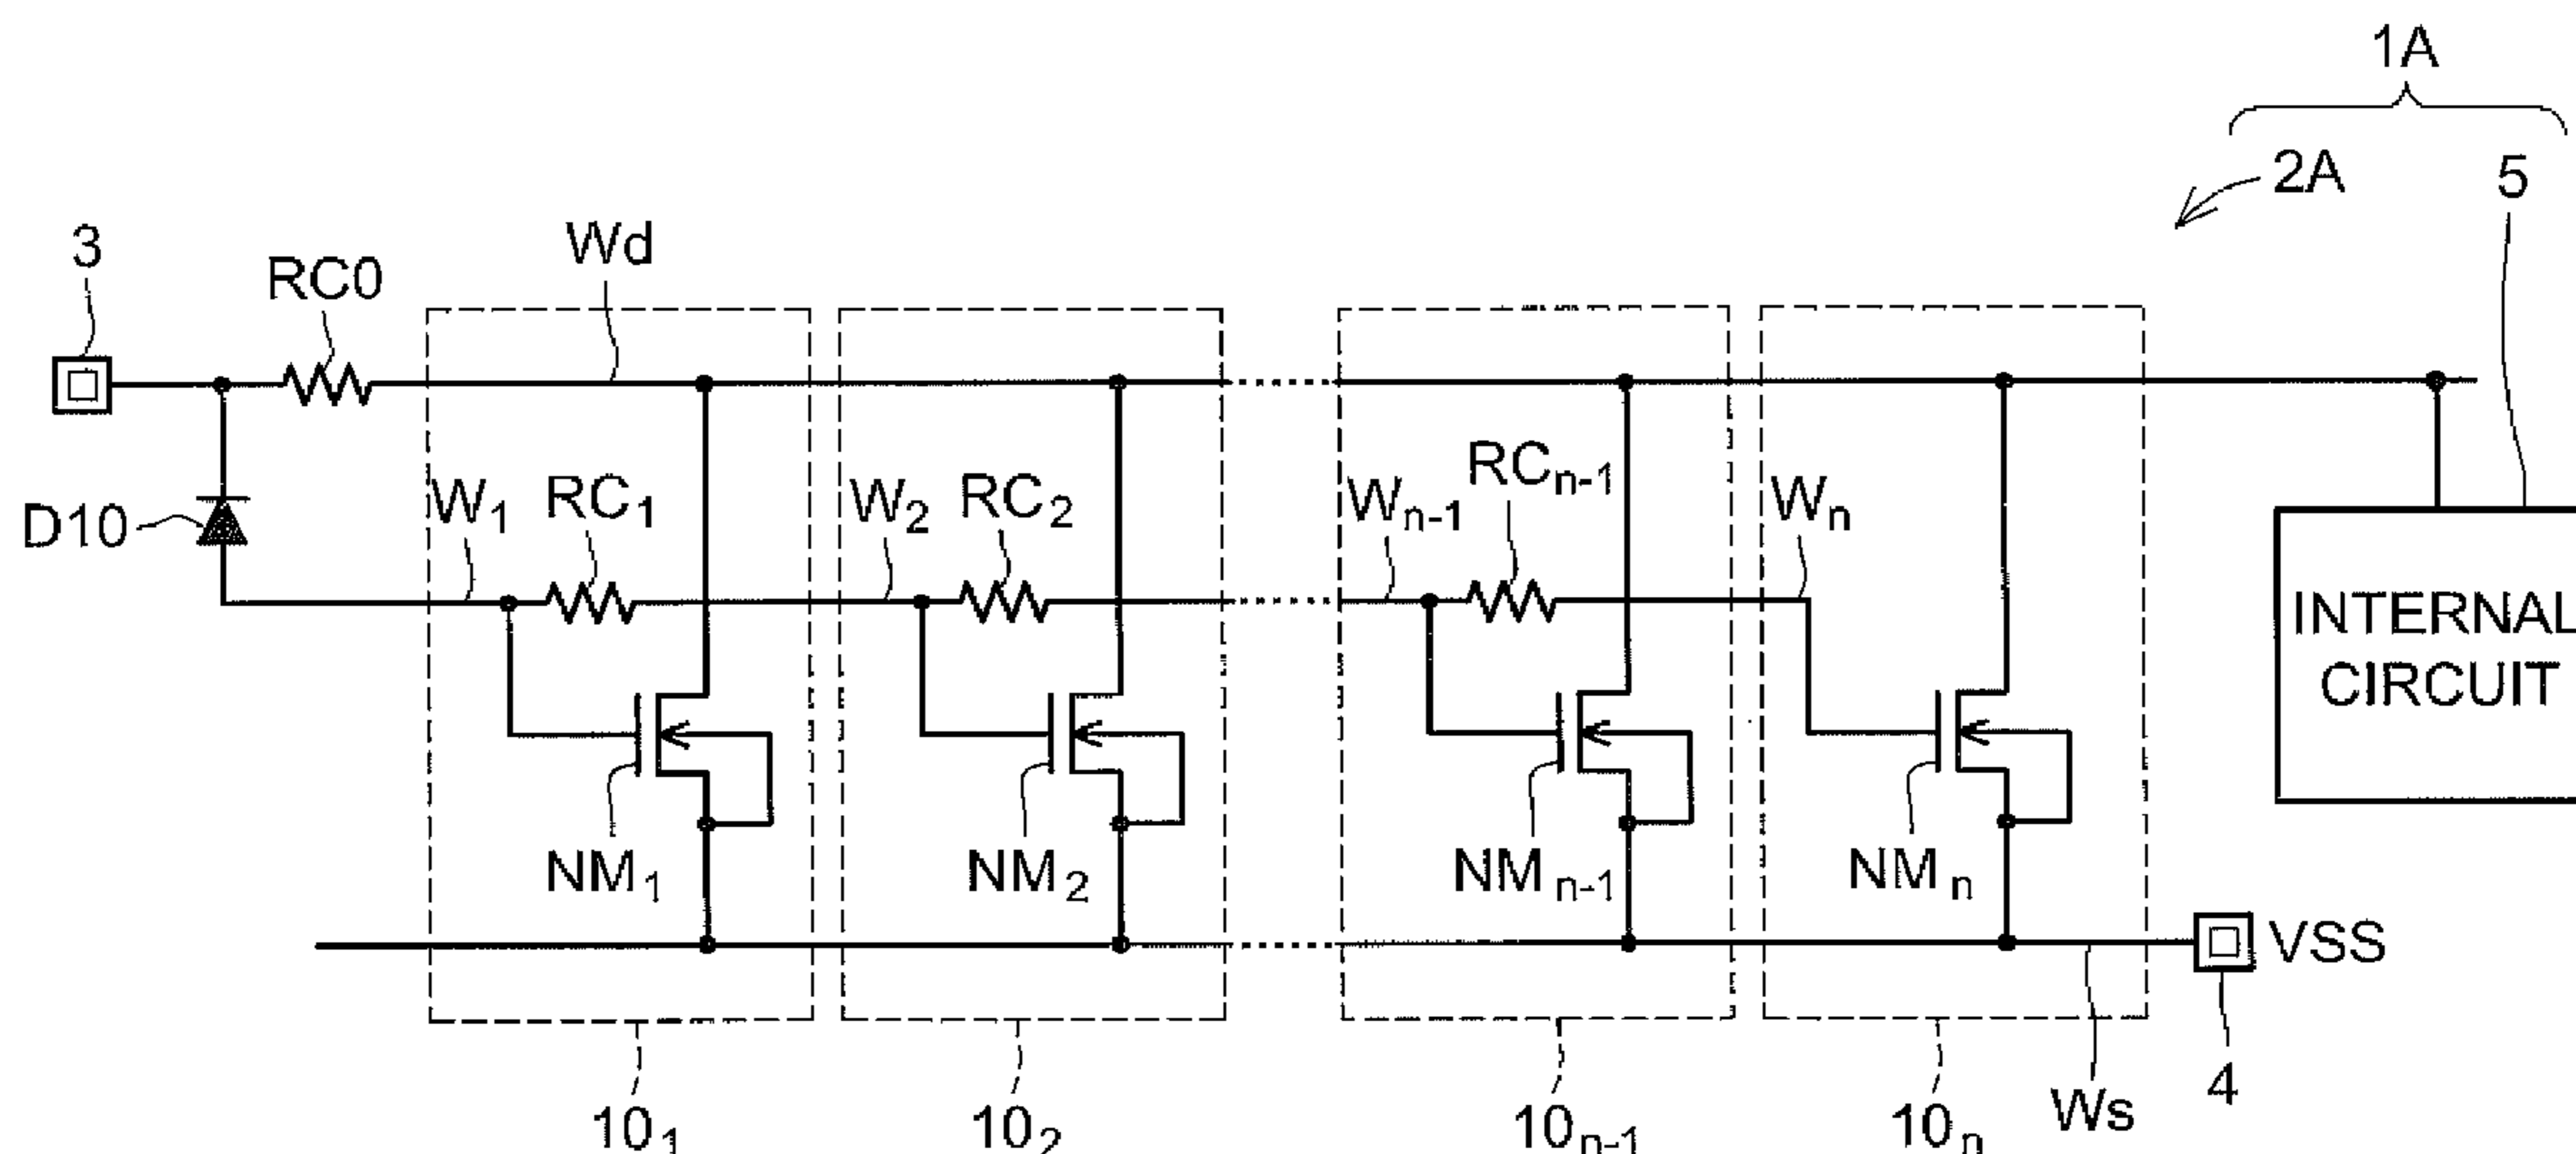 1A
2A
5
3
RC0
Wd
D10
W1
RC1
W2
RC2
Wn-1
RCn-1
Wn
INTERNAL
CIRCUIT
NM1
NM2
NMn-1
NMn
VSS
101
102
10n-1
10n
Ws
4